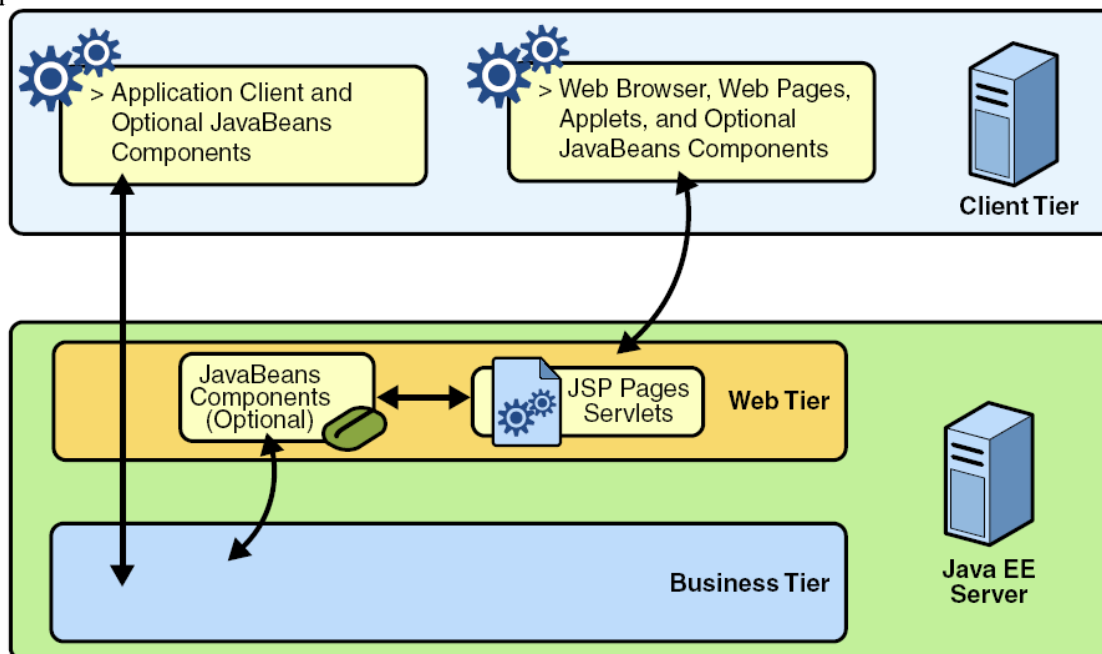 > Application Client and
Optional JavaBeans
Components
> Web Browser, Web Pages,
Applets, and Optional
JavaBeans Components
Client Tier
JavaBeans
Components
(Optional)
JSP Pages
Servlets
Web Tier
Business Tier
Java EE
Server